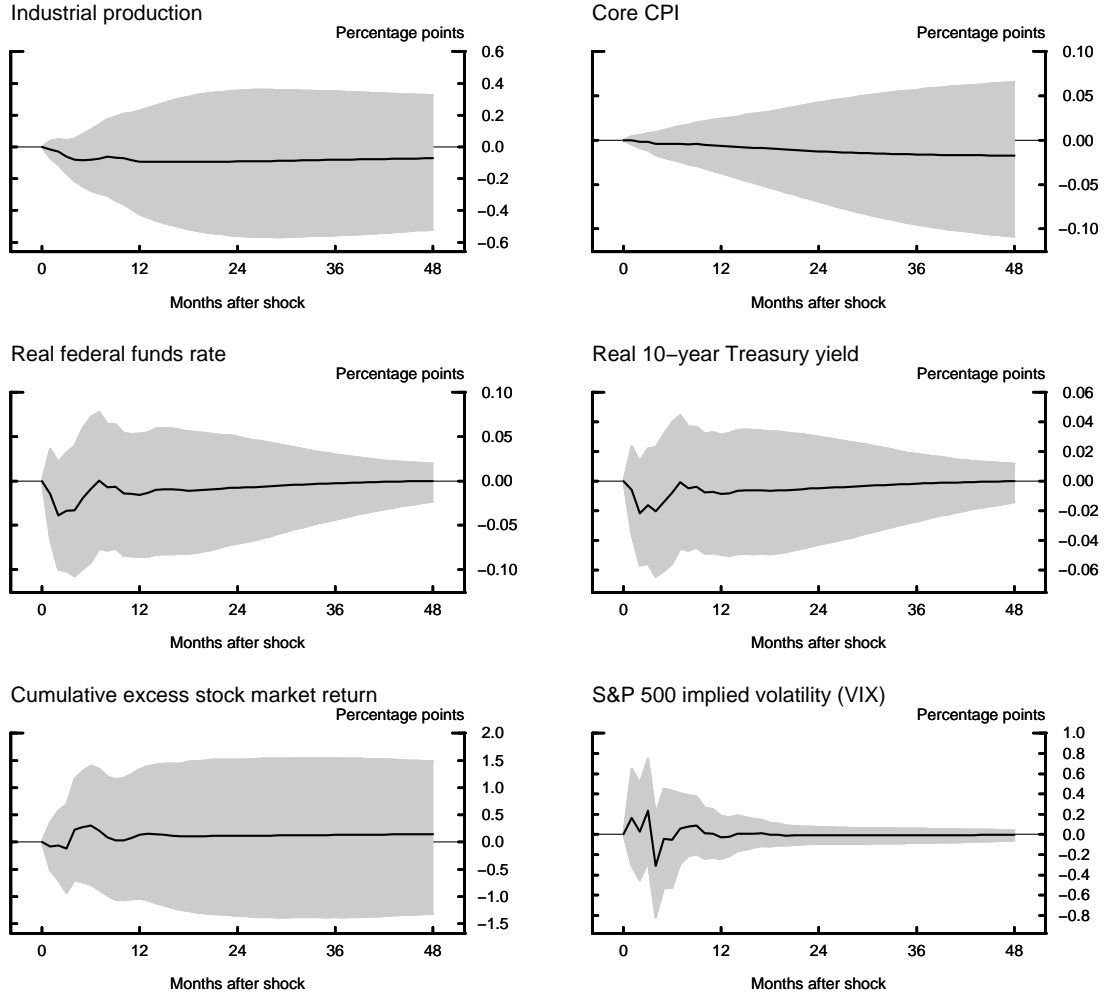 Industrial production
Percentage points
0.6
0.4
0.2
0.0
−0.2
−0.4
−0.6
0 12 24 36 48
Months after shock
Core CPI
Percentage points
0.10
0.05
0.00
−0.05
−0.10
0 12 24 36 48
Months after shock
Real federal funds rate
Percentage points
0.10
0.05
0.00
−0.05
−0.10
0 12 24 36 48
Months after shock
Real 10−year Treasury yield
Percentage points
0.06
0.04
0.02
0.00
−0.02
−0.04
−0.06
0 12 24 36 48
Months after shock
Cumulative excess stock market return
Percentage points
2.0
1.5
1.0
0.5
0.0
−0.5
−1.0
−1.5
0 12 24 36 48
Months after shock
S&P 500 implied volatility (VIX)
Percentage points
1.0
0.8
0.6
0.4
0.2
0.0
−0.2
−0.4
−0.6
−0.8
0 12 24 36 48
Months after shock